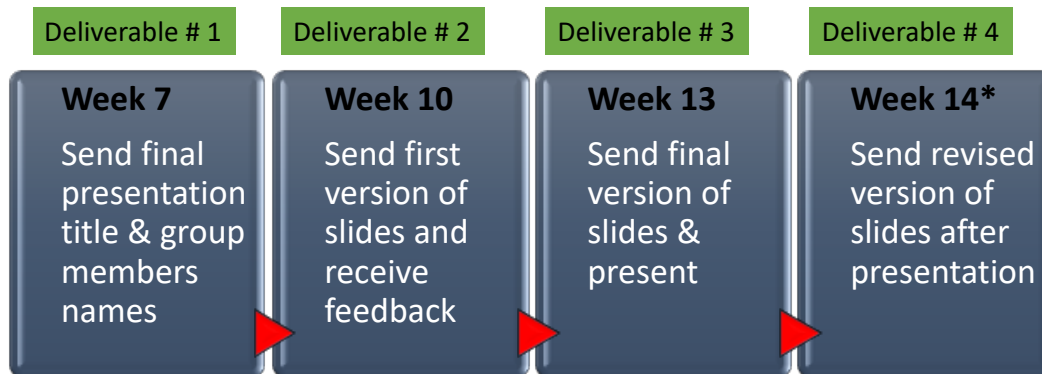 Deliverable # 1
Deliverable # 2
Deliverable # 3
Deliverable # 4
Week 7
Send final
presentation
title & group
members
names
Week 10
Send first
version of
slides and
receive
feedback
Week 13
Send final
version of
slides &
present
Week 14*
Send revised
version of
slides after
presentation